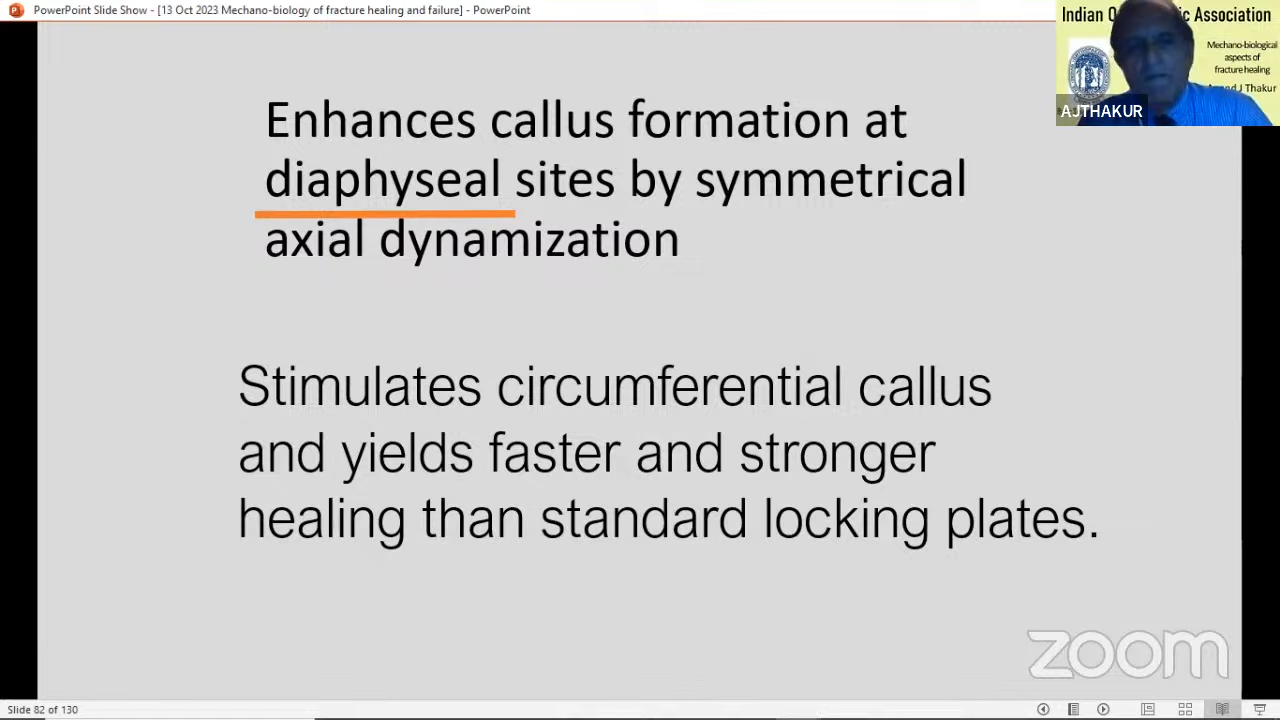 PowerPoint Slide Show - [13 Oct 2023 Mechano-biology of fracture healing and failure] - PowerPoint
Indian O Association
Mechano-biological
aspects of
fracture healing
J Thakur
AJTHAKUR
Enhances callus formation at
diaphyseal sites by symmetrical
axial dynamization
Stimulates circumferential callus
and yields faster and stronger
healing than standard locking plates.
zoom
Slide 82 of 130